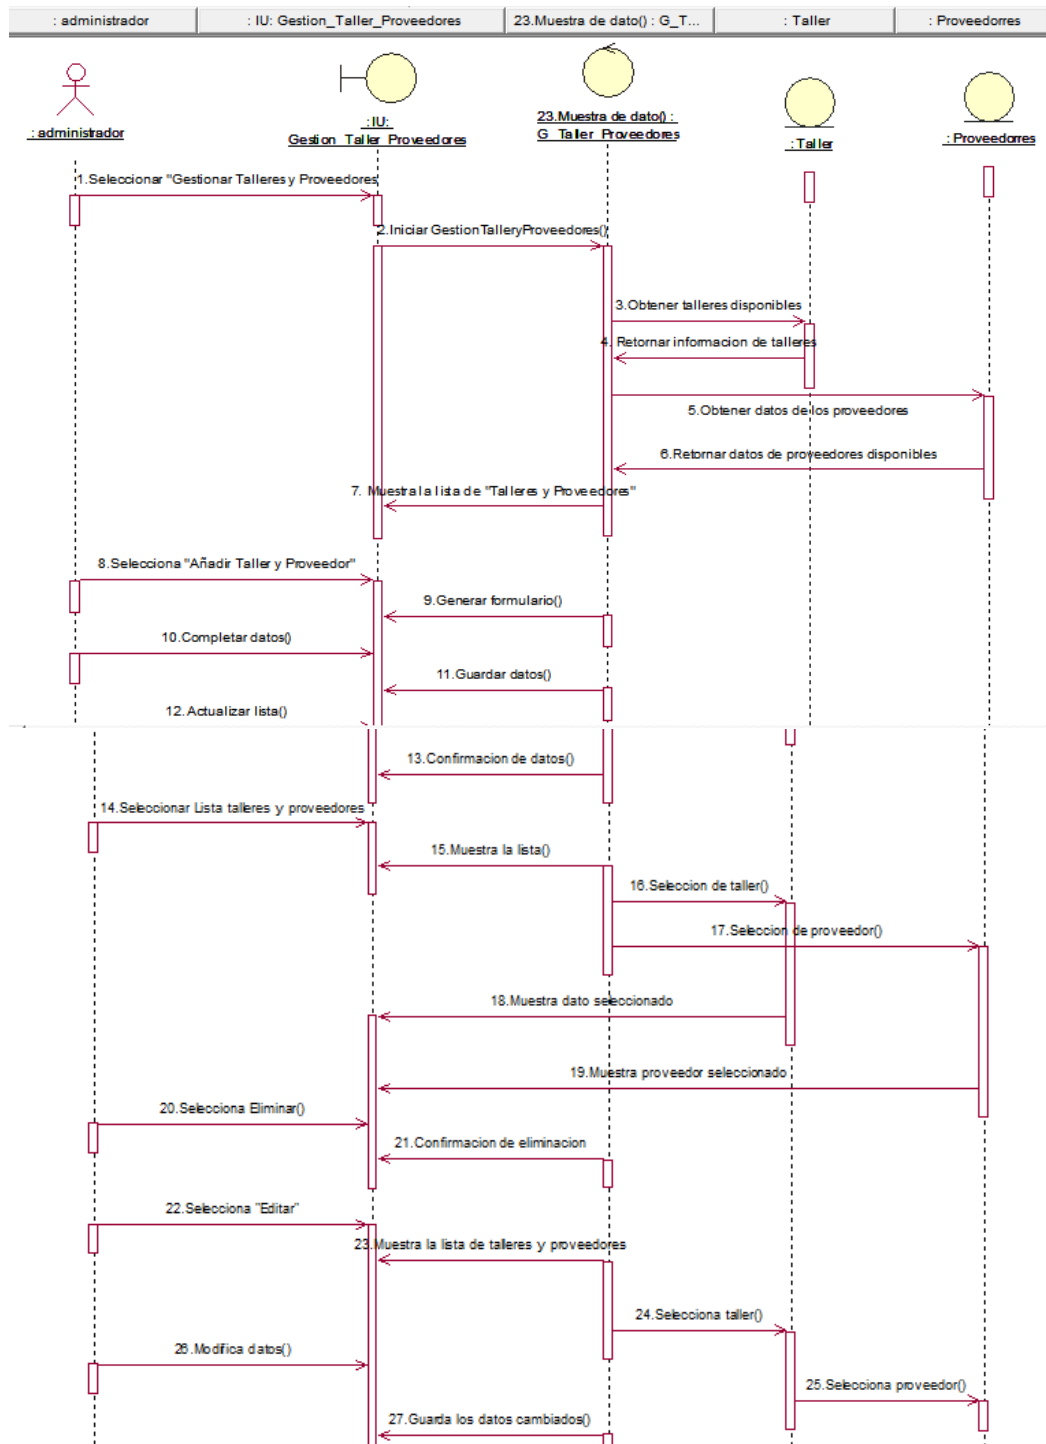 : administrador
: IU: Gestion_Taller_Proveedores
23.Muestra de dato() : G_T...
: Taller
: Proveedorres
: administrador
: IU:
Gestion_Taller_Proveedores
23.Muestra de dato() :
G_Taller_Proveedores
: Taller
: Proveedorres
1.Seleccionar "Gestionar Talleres y Proveedores
2.Iniciar GestionTalleryProveedores()
3.Obtener talleres disponibles
4. Retornar informacion de talleres
5.Obtener datos de los proveedores
6.Retornar datos de proveedores disponibles
7. Muestra la lista de "Talleres y Proveedores"
8.Selecciona "Añadir Taller y Proveedor"
9.Generar formulario()
10.Completar datos()
11.Guardar datos()
12.Actualizar lista()
13.Confirmacion de datos()
14.Seleccionar Lista talleres y proveedores
15.Muestra la lista()
16.Seleccion de taller()
17.Seleccion de proveedor()
18.Muestra dato seleccionado
19.Muestra proveedor seleccionado
20.Selecciona Eliminar()
21.Confirmacion de eliminacion
22.Selecciona "Editar"
23.Muestra la lista de talleres y proveedores
24.Selecciona taller()
26.Modifica datos()
25.Selecciona proveedor()
27.Guarda los datos cambiados()